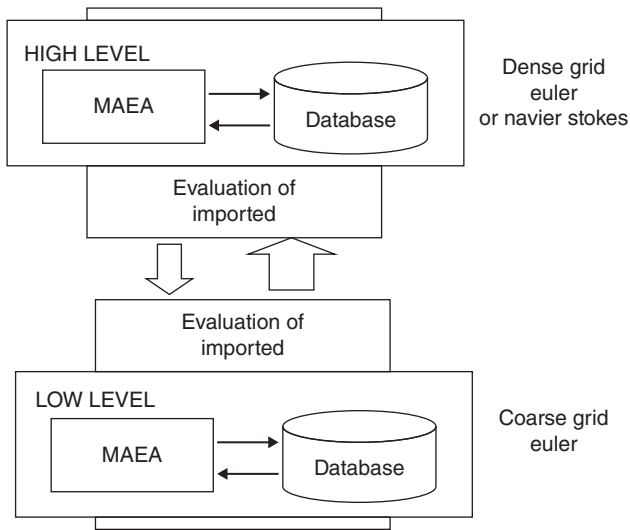 HIGH LEVEL
MAEA
Database
Dense grid
euler
or navier stokes
Evaluation of
imported
Evaluation of
imported
LOW LEVEL
MAEA
Database
Coarse grid
euler